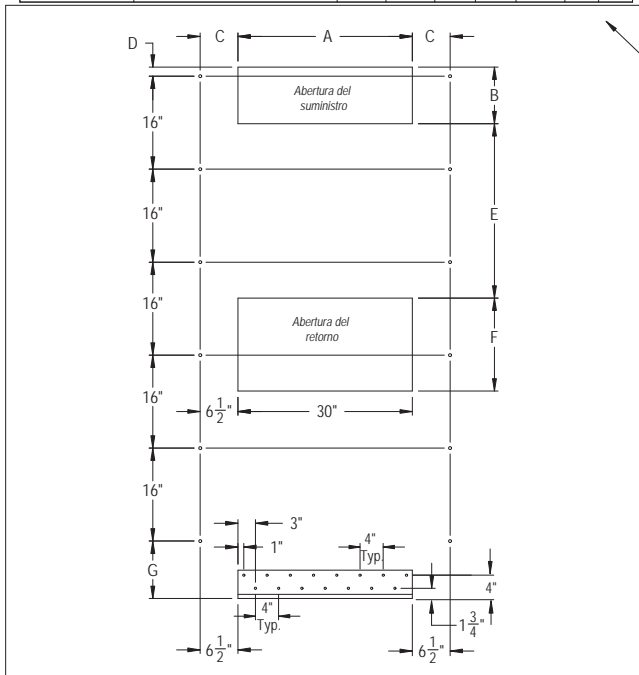 C A C
D
Abertura del
suministro
B
16"
16"
E
16"
Abertura del
retorno
F
16"
6 1/2" 30"
16"
3"
4"
Typ.
1"
G
4"
4"
Typ.
1 3/4"
6 1/2" 6 1/2"